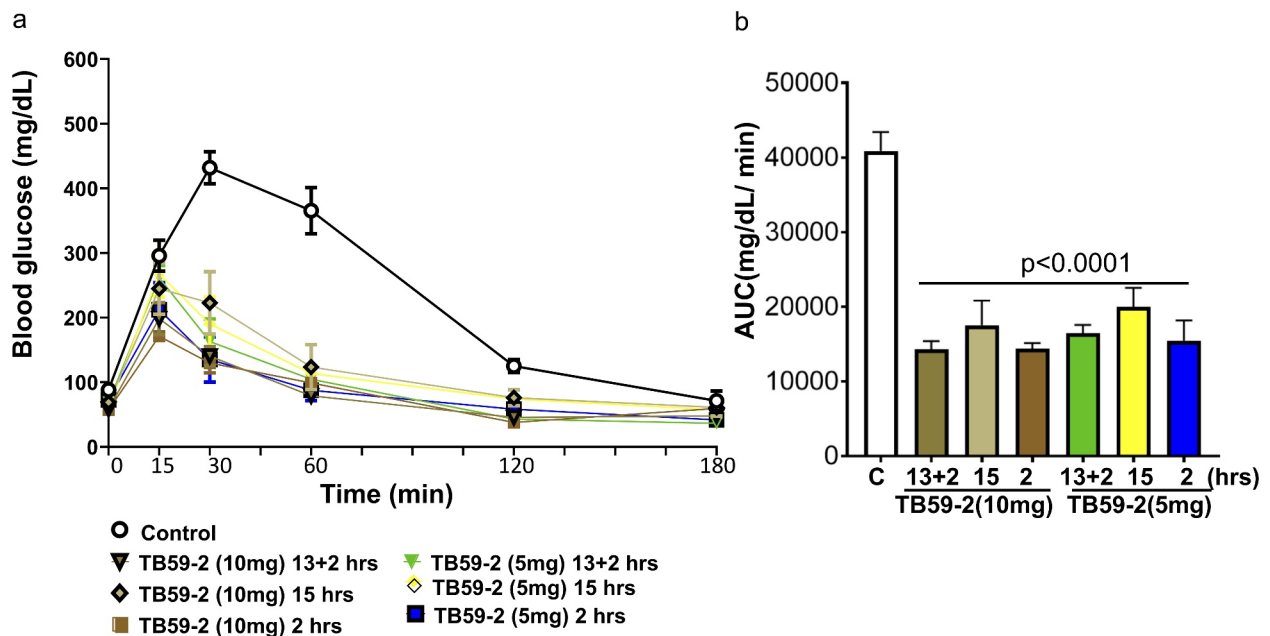 a
600
500
400
300
200
100
0
Blood glucose (mg/dL)
0 15 30 60 120 180
Time (min)
Control
TB59-2 (10mg) 13+2 hrs
TB59-2 (10mg) 15 hrs
TB59-2 (10mg) 2 hrs
TB59-2 (5mg) 13+2 hrs
TB59-2 (5mg) 15 hrs
TB59-2 (5mg) 2 hrs
b
50000
40000
30000
20000
10000
0
AUC(mg/dL/ min)
p<0.0001
C 13+2 15 2 13+2 15 2 (hrs)
TB59-2(10mg) TB59-2(5mg)